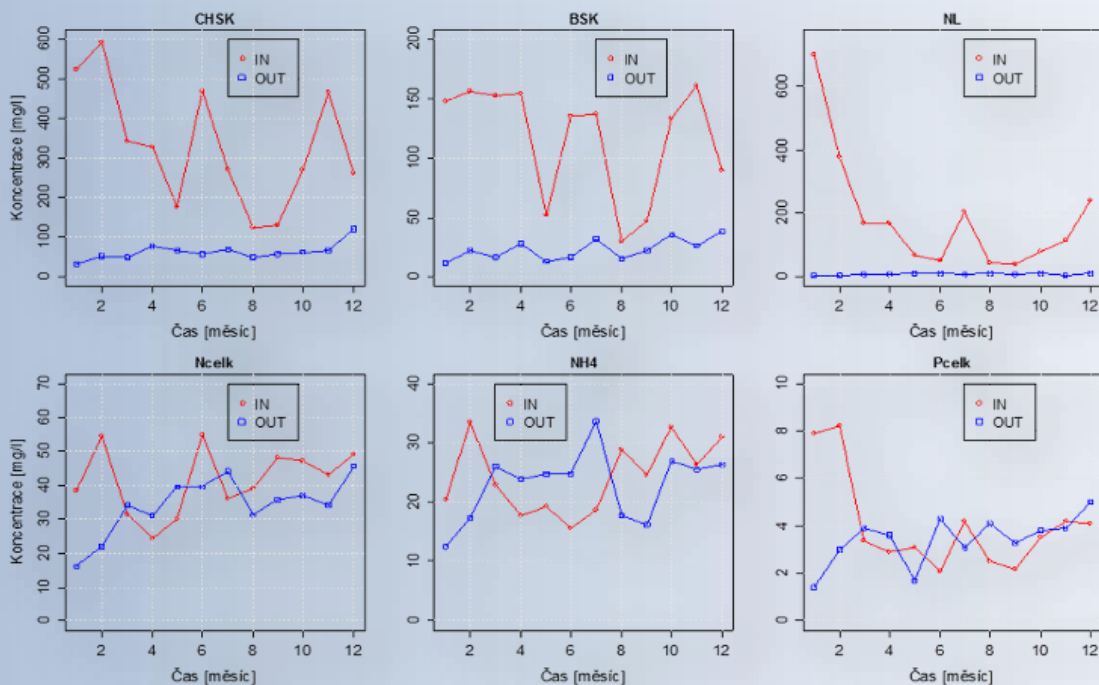 CHSK
600
500
400
300
200
100
0
IN
OUT
2 4 6 8 10 12
Koncentrace [mg/l]
Čas [měsíc]
BSK
200
150
100
50
0
IN
OUT
2 4 6 8 10 12
Čas [měsíc]
NL
600
400
200
0
IN
OUT
2 4 6 8 10 12
Čas [měsíc]
Ncelk
70
60
50
40
30
20
10
0
IN
OUT
2 4 6 8 10 12
Koncentrace [mg/l]
Čas [měsíc]
NH4
40
30
20
10
0
IN
OUT
2 4 6 8 10 12
Čas [měsíc]
Pcelk
10
8
6
4
2
0
IN
OUT
2 4 6 8 10 12
Čas [měsíc]